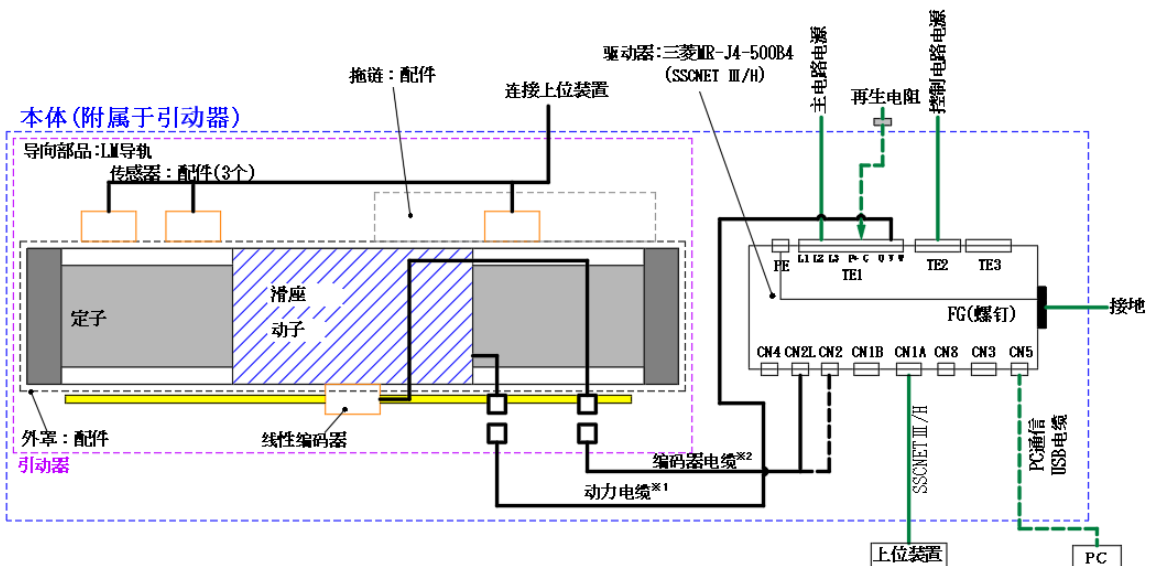 驱动器:三菱MR-J4-500B4
(SSCNET Ⅲ/H)
主电路电源
再生电阻
控制电路电源
拖链：配件
连接上位装置
本体(附属于引动器)
导向部品:LM导轨
传感器：配件(3个)
PE
L1 L2 L3 P+ C U V W
TE1
TE2
TE3
滑座
动子
定子
FG(螺钉)
接地
CN4 CN2L CN2 CN1B CN1A CN8 CN3 CN5
外罩：配件
线性编码器
引动器
编码器电缆※2
动力电缆※1
SSCNETⅢ/H
PC通信
USB电缆
上位装置
PC